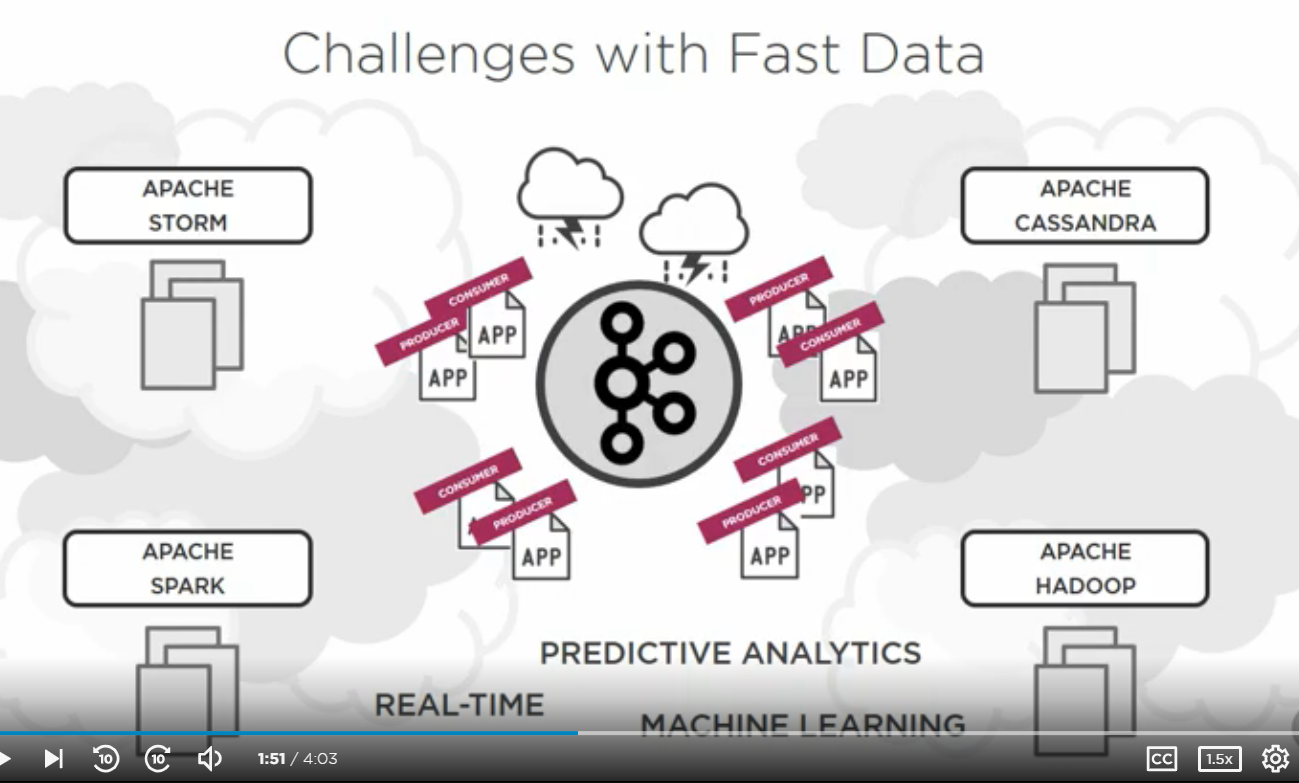 Challenges with Fast Data
APACHE
STORM
APACHE
CASSANDRA
CONSUMER
PRODUCER
APP
APP
PRODUCER
CONSUMER
APP
CONSUMER
PRODUCER
APP
CONSUMER
PRODUCER
APP
APACHE
SPARK
APACHE
HADOOP
PREDICTIVE ANALYTICS
REAL-TIME
MACHINE LEARNING
10
10
1:51 / 4:03
CC
1.5x